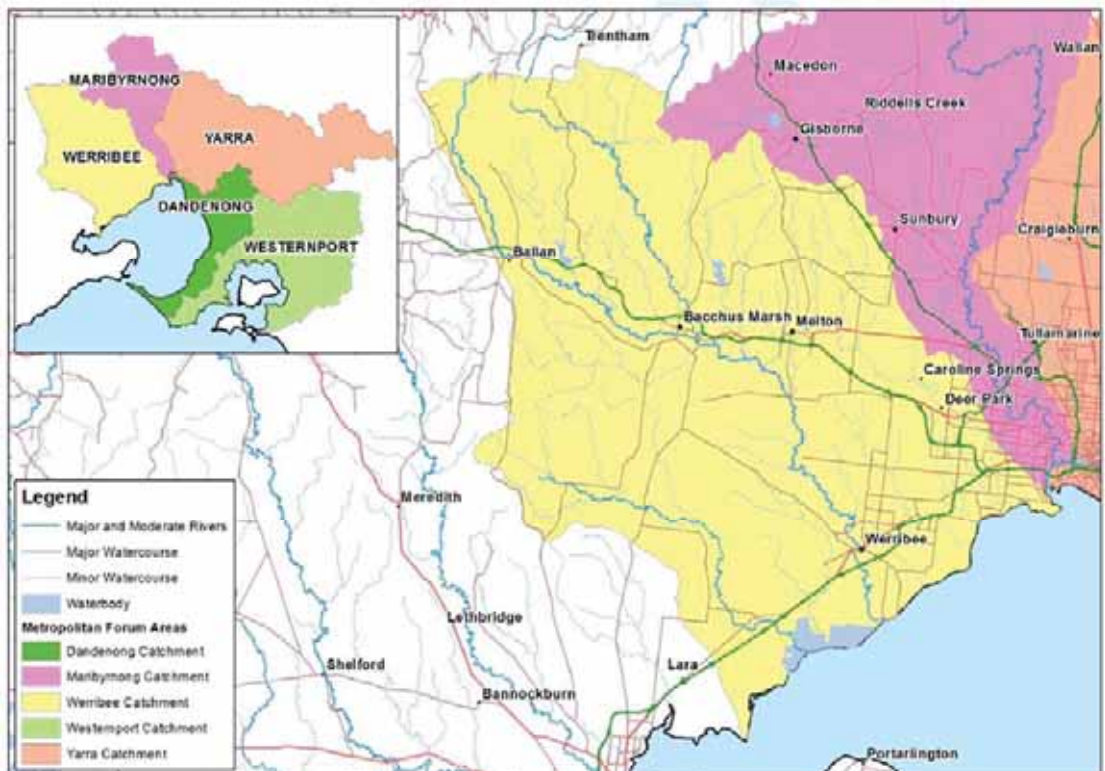 MARIBYRNONG
YARRA
WERRIBEE
DANDENONG
WESTERNPORT
Trentham
Wallan
Macedon
Riddells Creek
Gisborne
Sunbury
Craigieburn
Ballan
Bacchus Marsh
Melton
Tullamarine
Caroline Springs
Deer Park
Meredith
Werribee
Lethbridge
Lara
Shelford
Bannockburn
Portarlington
Legend
Major and Moderate Rivers
Major Watercourse
Minor Watercourse
Waterbody
Metropolitan Forum Areas
Dandenong Catchment
Maribyrnong Catchment
Werribee Catchment
Westernport Catchment
Yarra Catchment